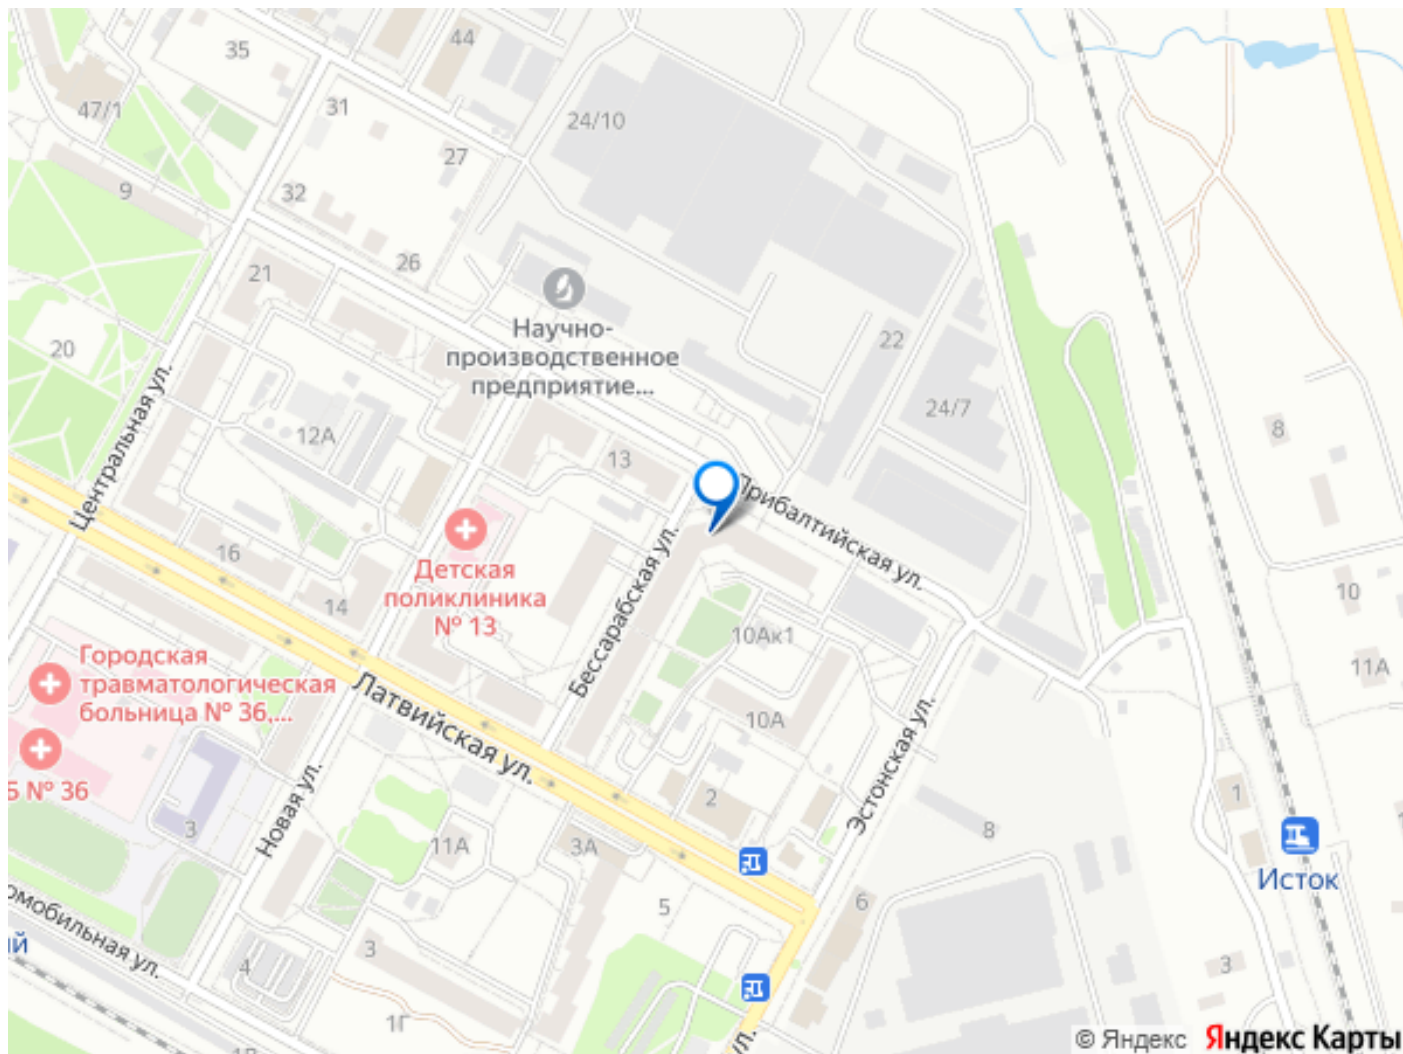 44
35
47/1
31
24/10
27
9
32
26
21
Научно-
производственное
предприятие...
22
20
24/7
Центральная ул.
12А
8
13
Прибалтийская ул.
16
Детская
поликлиника
№ 13
Бессарабская ул.
14
10
10Ак1
11А
Городская
травматологическая
больница № 36,...
Латвийская ул.
10А
Эстонская ул.
Б № 36
Новая ул.
2
1
3
8
11А
3А
Исток
6
5
омобильная ул.
ий
3
4
3
1Г
ул.
© Яндекс Яндекс Карты